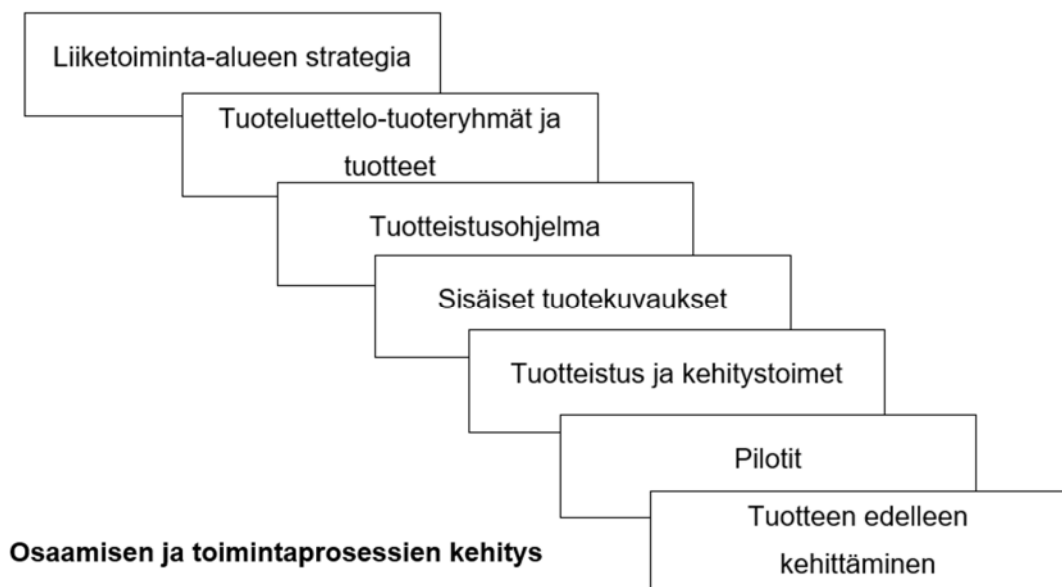 Liiketoiminta-alueen strategia
Tuoteluettelo-tuoteryhmät ja
tuotteet
Tuotteistusohjelma
Sisäiset tuotekuvaukset
Tuotteistus ja kehitystoimet
Pilotit
Tuotteen edelleen
kehittäminen
Osaamisen ja toimintaprosessien kehitys